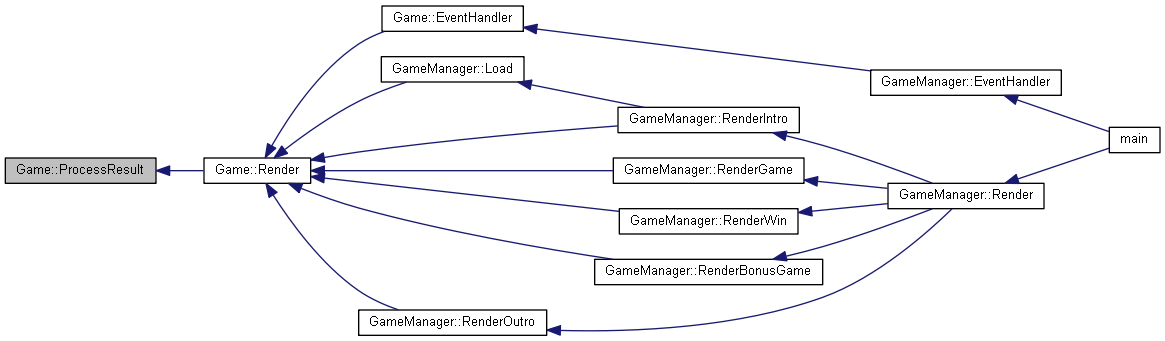 Game::EventHandler
GameManager::Load
GameManager::EventHandler
GameManager::RenderIntro
main
Game::ProcessResult
Game::Render
GameManager::RenderGame
GameManager::Render
GameManager::RenderWin
GameManager::RenderBonusGame
GameManager::RenderOutro